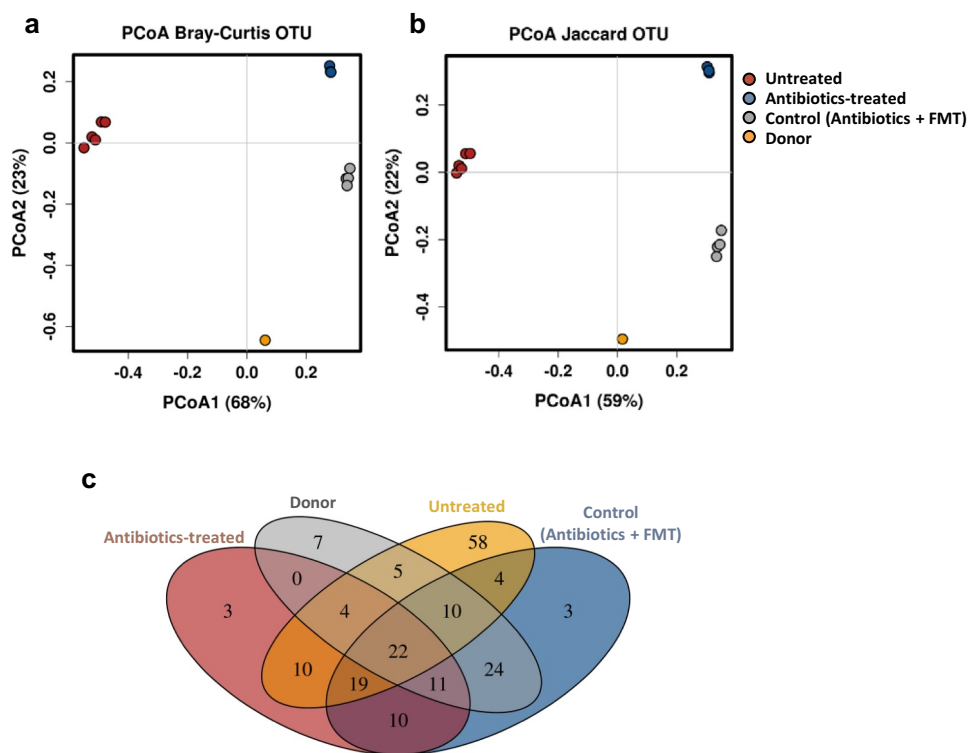 a
PCoA Bray-Curtis OTU
0.2
0.0
-0.2
-0.4
-0.6
PCoA2 (23%)
-0.4
-0.2
0.0
0.2
PCoA1 (68%)
b
PCoA Jaccard OTU
0.2
0.0
-0.2
-0.4
PCoA2 (22%)
-0.4
-0.2
0.0
0.2
PCoA1 (59%)
Untreated
Antibiotics-treated
Control (Antibiotics + FMT)
Donor
c
Antibiotics-treated
Donor
Untreated
Control
(Antibiotics + FMT)
7
58
0
5
4
3
4
10
3
22
10
19
11
24
10